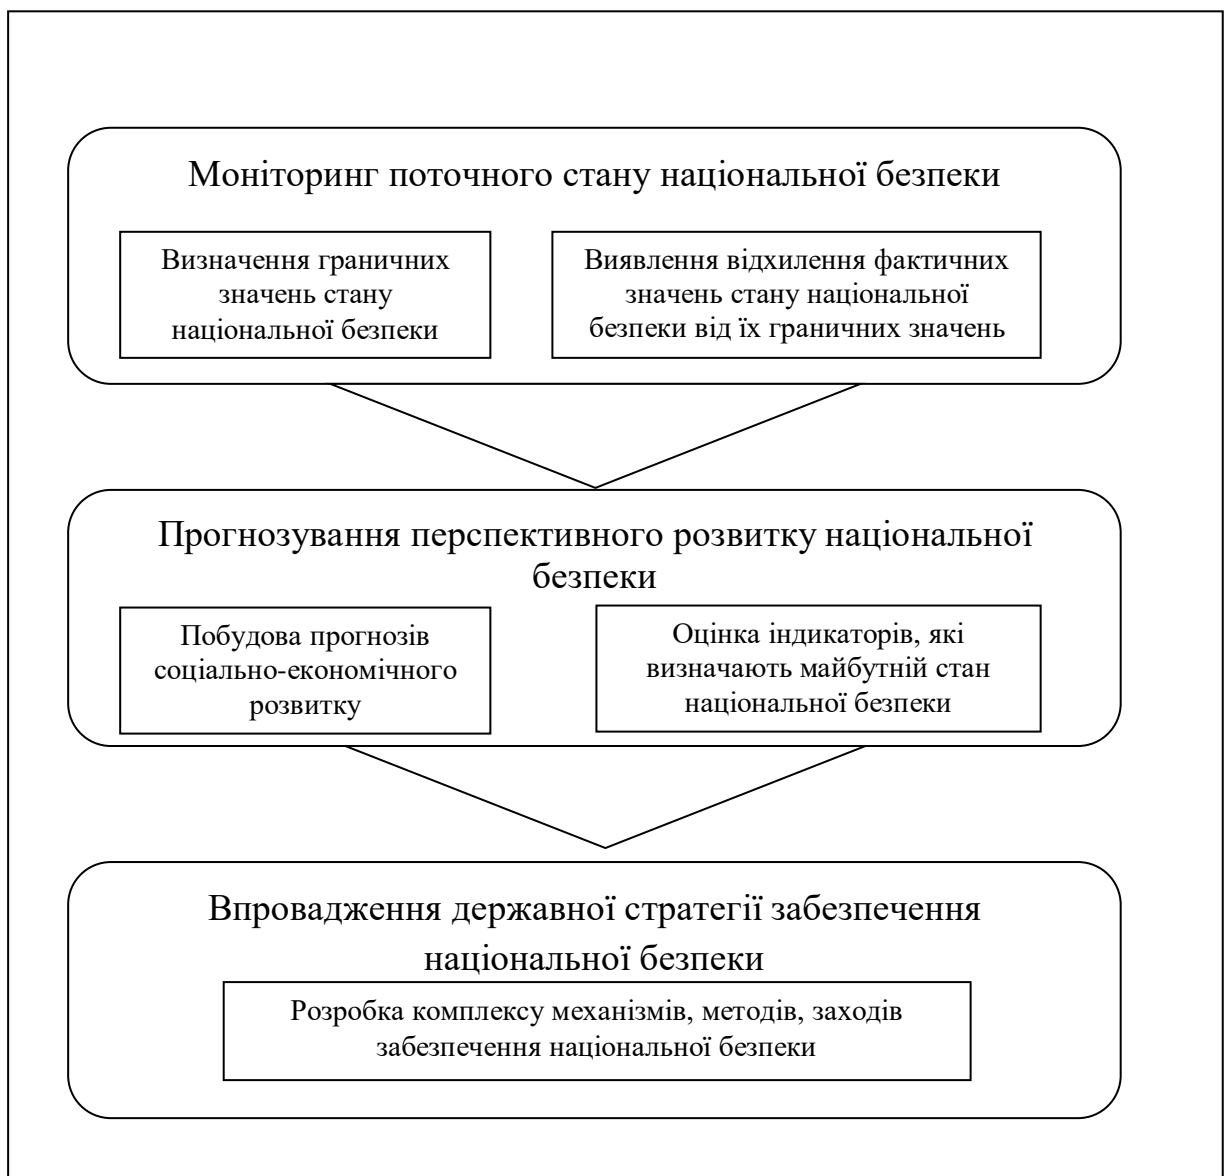 Моніторинг поточного стану національної безпеки
Визначення граничних
значень стану
національної безпеки
Виявлення відхилення фактичних
значень стану національної
безпеки від їх граничних значень
Прогнозування перспективного розвитку національної
безпеки
Побудова прогнозів
соціально-економічного
розвитку
Оцінка індикаторів, які
визначають майбутній стан
національної безпеки
Впровадження державної стратегії забезпечення
національної безпеки
Розробка комплексу механізмів, методів, заходів
забезпечення національної безпеки